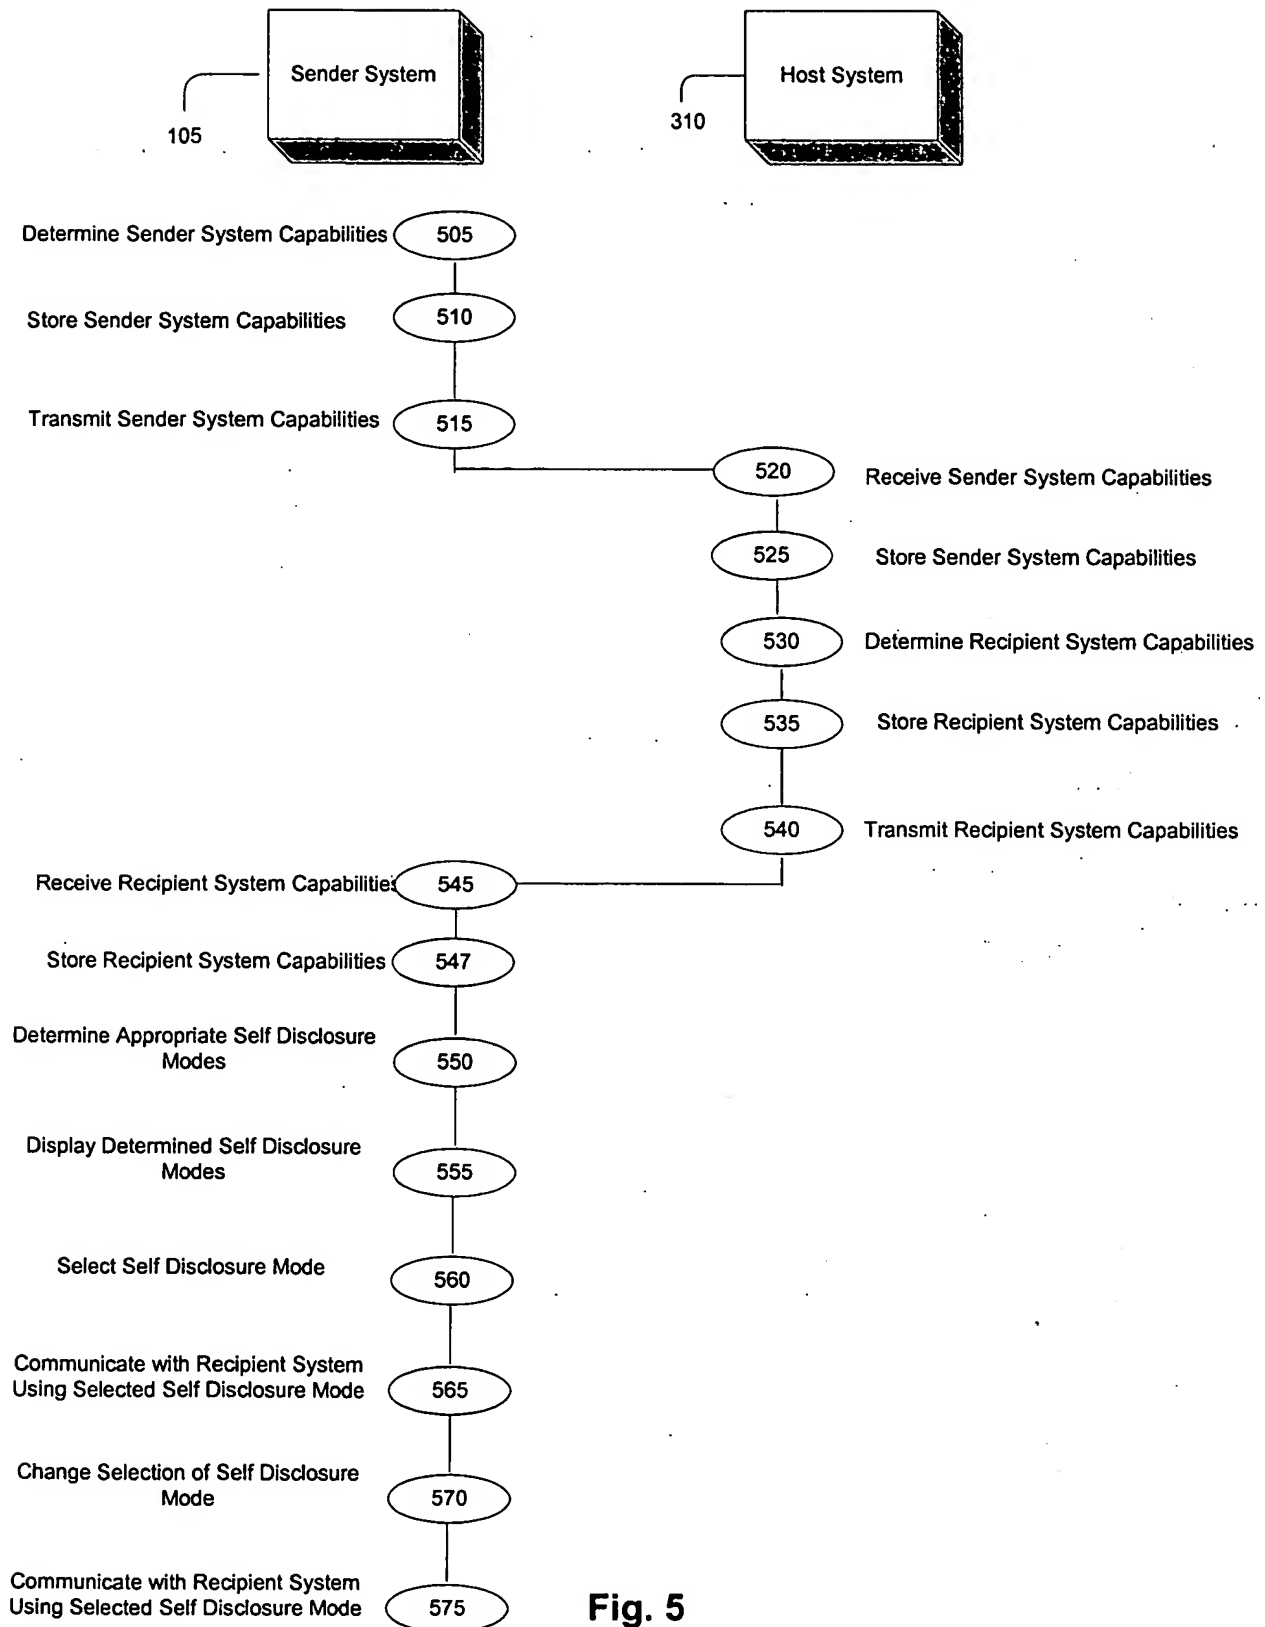 Sender System
Host System
105
310
Determine Sender System Capabilities
505
Store Sender System Capabilities
510
Transmit Sender System Capabilities
515
520
Receive Sender System Capabilities
525
Store Sender System Capabilities
530
Determine Recipient System Capabilities
535
Store Recipient System Capabilities
540
Transmit Recipient System Capabilities
Receive Recipient System Capabilities
545
Store Recipient System Capabilities
547
Determine Appropriate Self Disclosure
Modes
550
Display Determined Self Disclosure
Modes
555
Select Self Disclosure Mode
560
Communicate with Recipient System
Using Selected Self Disclosure Mode
565
Change Selection of Self Disclosure
Mode
570
Communicate with Recipient System
Using Selected Self Disclosure Mode
575
Fig. 5